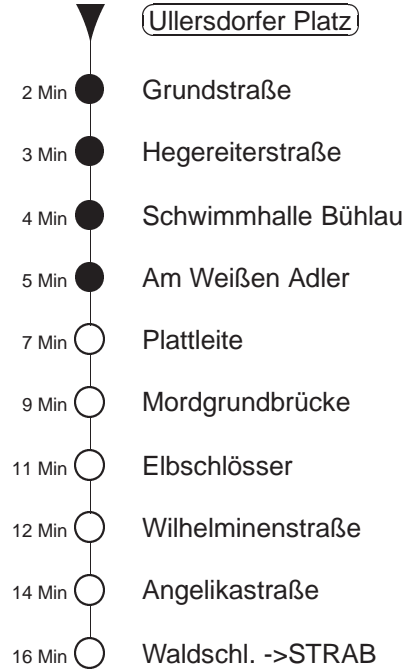 Ullersdorfer Platz
2 Min Grundstraße
3 Min Hegereiterstraße
4 Min Schwimmhalle Bühlau
5 Min Am Weißen Adler
7 Min Plattleite
9 Min Mordgrundbrücke
11 Min Elbschlösser
12 Min Wilhelminenstraße
14 Min Angelikastraße
16 Min Waldschl. ->STRAB